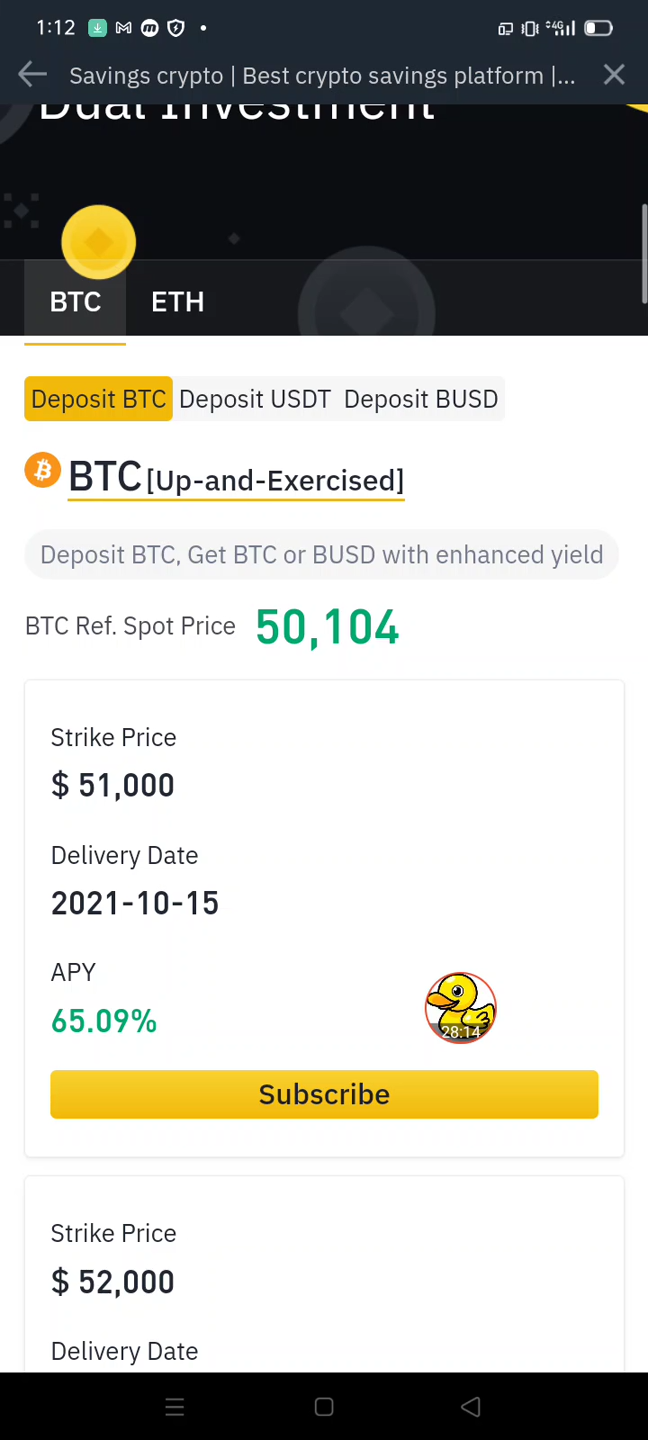 1:12
4G
Savings crypto | Best crypto savings platform |...
Dual Investment
BTC ETH
Deposit BTC Deposit USDT Deposit BUSD
BTC[Up-and-Exercised]
Deposit BTC, Get BTC or BUSD with enhanced yield
BTC Ref. Spot Price 50,104
Strike Price
$ 51,000
Delivery Date
2021-10-15
APY
65.09%
28:14
Subscribe
Strike Price
$ 52,000
Delivery Date